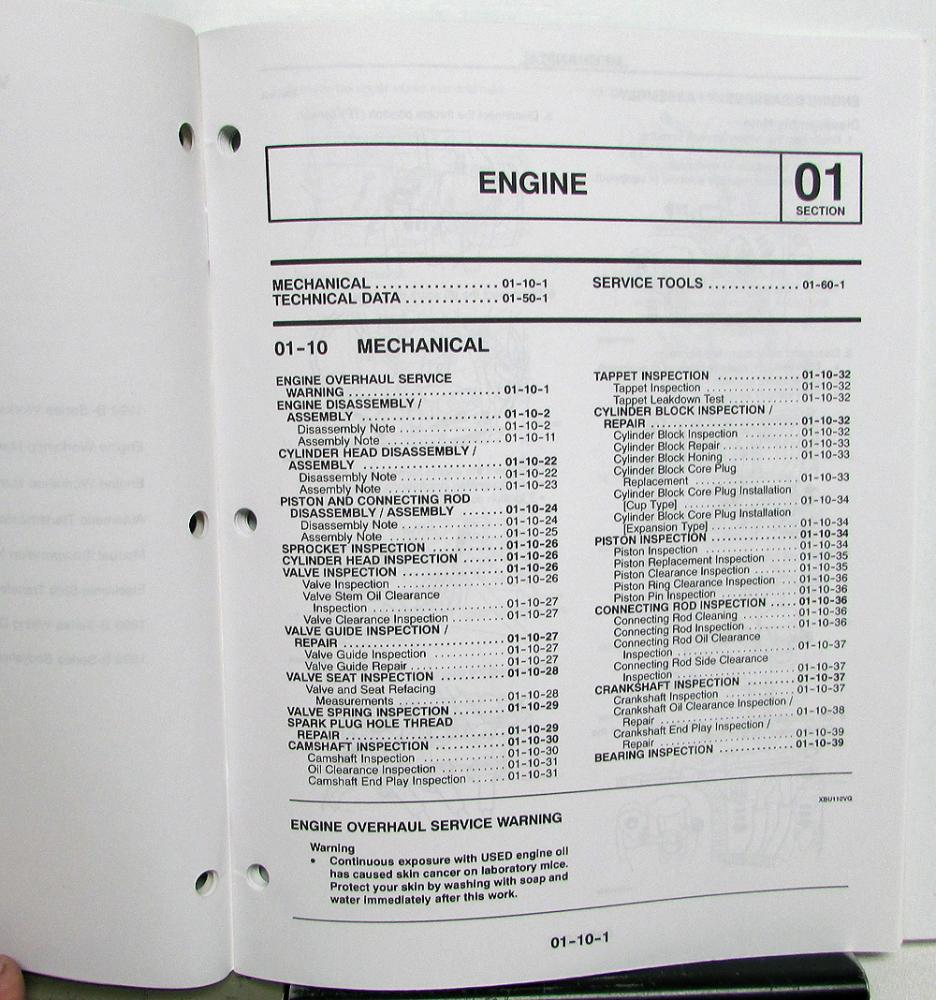 ENGINE
01
SECTION
MECHANICAL ................. 01-10-1
TECHNICAL DATA ............. 01-50-1
SERVICE TOOLS ............. 01-60-1
01-10 MECHANICAL
ENGINE OVERHAUL SERVICE
WARNING ...................... 01-10-1
ENGINE DISASSEMBLY /
ASSEMBLY .................... 01-10-2
Disassembly Note ............... 01-10-2
Assembly Note .................. 01-10-11
CYLINDER HEAD DISASSEMBLY /
ASSEMBLY .................... 01-10-22
Disassembly Note ............... 01-10-22
Assembly Note .................. 01-10-23
PISTON AND CONNECTING ROD
DISASSEMBLY / ASSEMBLY ....... 01-10-24
Disassembly Note ............... 01-10-24
Assembly Note .................. 01-10-25
SPROCKET INSPECTION ........... 01-10-26
CYLINDER HEAD INSPECTION ....... 01-10-26
VALVE INSPECTION ............... 01-10-26
Valve Inspection ................ 01-10-26
Valve Stem Oil Clearance
Inspection .................... 01-10-27
Valve Clearance Inspection ....... 01-10-27
VALVE GUIDE INSPECTION /
REPAIR ....................... 01-10-27
Valve Guide Inspection ........... 01-10-27
Valve Guide Repair .............. 01-10-27
VALVE SEAT INSPECTION .......... 01-10-28
Valve and Seat Refacing
Measurements ................ 01-10-28
VALVE SPRING INSPECTION ........ 01-10-29
SPARK PLUG HOLE THREAD
REPAIR ....................... 01-10-29
CAMSHAFT INSPECTION ........... 01-10-30
Camshaft Inspection ............. 01-10-30
Oil Clearance Inspection .......... 01-10-31
Camshaft End Play Inspection ...... 01-10-31
TAPPET INSPECTION ............. 01-10-32
Tappet Inspection ............... 01-10-32
Tappet Leakdown Test ............ 01-10-32
CYLINDER BLOCK INSPECTION /
REPAIR ....................... 01-10-32
Cylinder Block Inspection .......... 01-10-32
Cylinder Block Repair ............. 01-10-33
Cylinder Block Honing ............ 01-10-33
Cylinder Block Core Plug
Replacement .................. 01-10-33
Cylinder Block Core Plug Installation
[Cup Type] .................... 01-10-34
Cylinder Block Core Plug Installation
[Expansion Type] ............... 01-10-34
PISTON INSPECTION .............. 01-10-34
Piston Inspection ................ 01-10-34
Piston Replacement Inspection ..... 01-10-35
Piston Clearance Inspection ....... 01-10-35
Piston Ring Clearance Inspection ... 01-10-36
Piston Pin Inspection ............. 01-10-36
CONNECTING ROD INSPECTION ..... 01-10-36
Connecting Rod Cleaning ......... 01-10-36
Connecting Rod Inspection ........ 01-10-36
Connecting Rod Oil Clearance
Inspection .................... 01-10-37
Connecting Rod Side Clearance
Inspection .................... 01-10-37
CRANKSHAFT INSPECTION ......... 01-10-37
Crankshaft Inspection ............ 01-10-37
Crankshaft Oil Clearance Inspection /
Repair ....................... 01-10-38
Crankshaft End Play Inspection /
Repair ....................... 01-10-39
BEARING INSPECTION ............. 01-10-39
XBU112VG
ENGINE OVERHAUL SERVICE WARNING
Warning
• Continuous exposure with USED engine oil
has caused skin cancer on laboratory mice.
Protect your skin by washing with soap and
water immediately after this work.
01-10-1